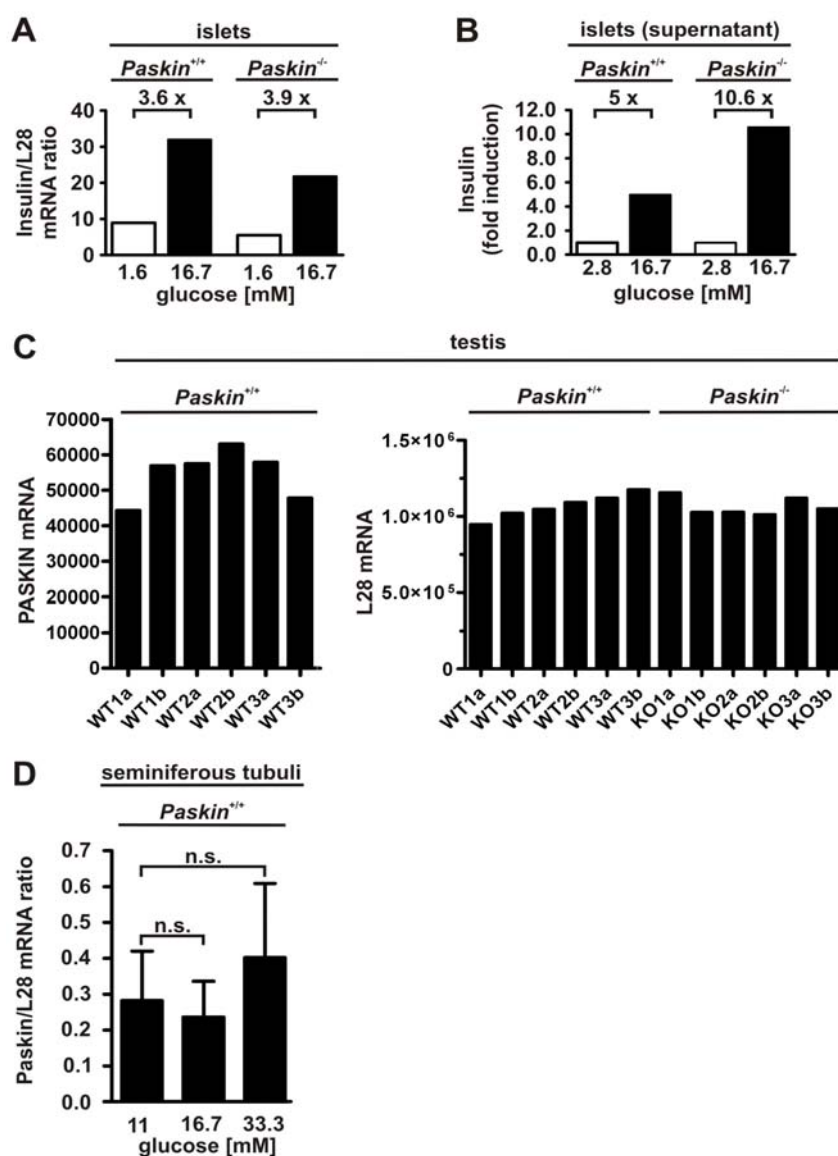 A
islets
Paskin+/+ Paskin-/-
3.6 x 3.9 x
Insulin/L28
mRNA ratio
40
30
20
10
0
1.6 16.7 1.6 16.7
glucose [mM]
B
islets (supernatant)
Paskin+/+ Paskin-/-
5 x 10.6 x
Insulin
(fold induction)
12.0
10.0
8.0
6.0
4.0
2.0
0.0
2.8 16.7 2.8 16.7
glucose [mM]
C
testis
Paskin+/+
PASKIN mRNA
70000
60000
50000
40000
30000
20000
10000
0
WT1a WT1b WT2a WT2b WT3a WT3b
Paskin+/+ Paskin-/-
L28 mRNA
1.5×10⁶
1.0×10⁶
5.0×10⁵
0
WT1a WT1b WT2a WT2b WT3a WT3b KO1a KO1b KO2a KO2b KO3a KO3b
D
seminiferous tubuli
Paskin+/+
n.s.
n.s.
Paskin/L28 mRNA ratio
0.7
0.6
0.5
0.4
0.3
0.2
0.1
0.0
11 16.7 33.3
glucose [mM]